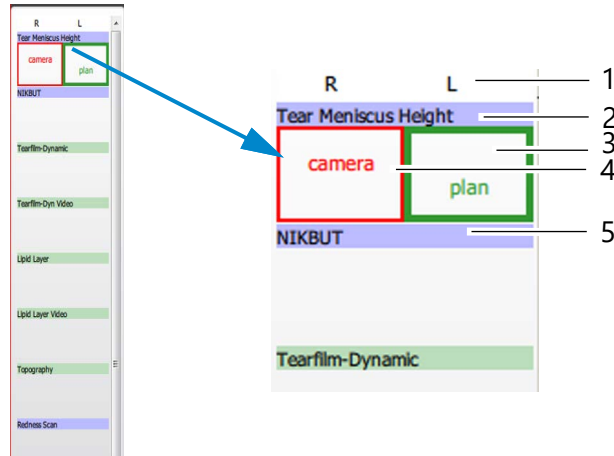 R L
Tear Meniscus Height
camera
plan
NIKBUT
Tearfilm-Dynamic
Tearfilm-Dyn Video
Lipid Layer
Lipid Layer Video
Topography
Redness Scan
R L 1
Tear Meniscus Height 2
3
camera 4
plan
NIKBUT 5
Tearfilm-Dynamic